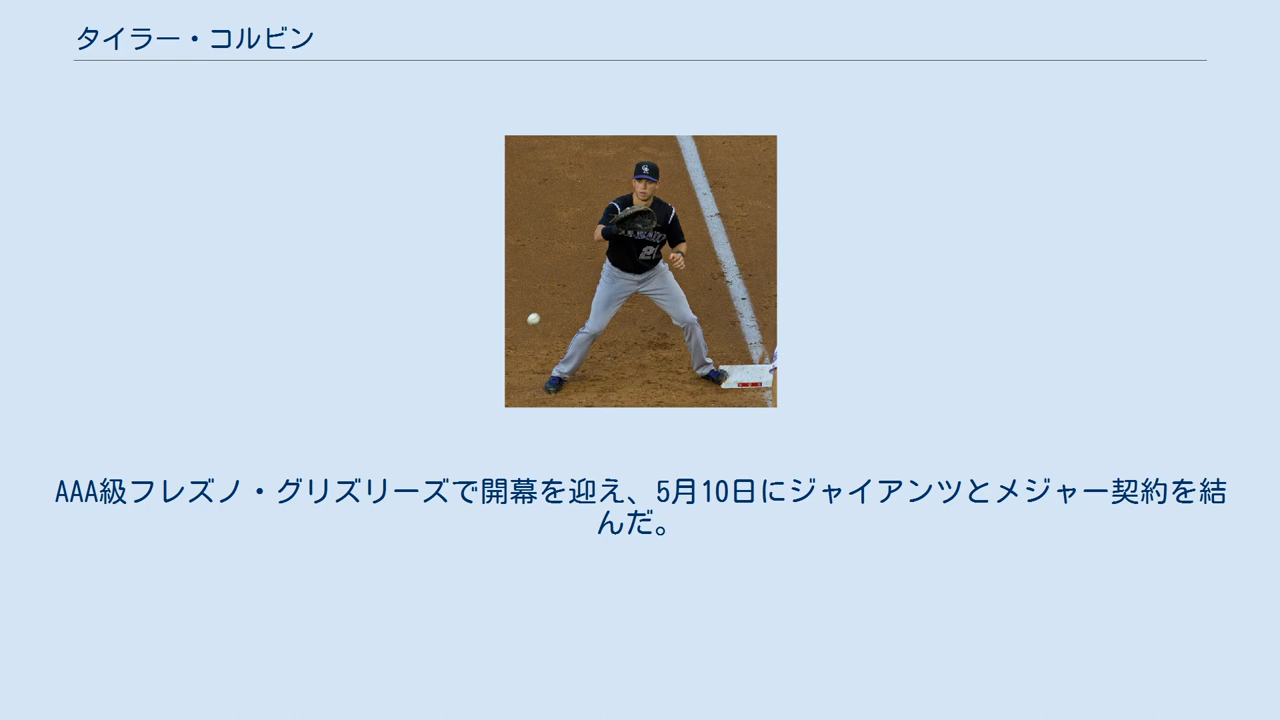 タイラー・コルビン
AAA級フレズノ・グリズリーズで開幕を迎え、5月10日にジャイアンツとメジャー契約を結
んだ。